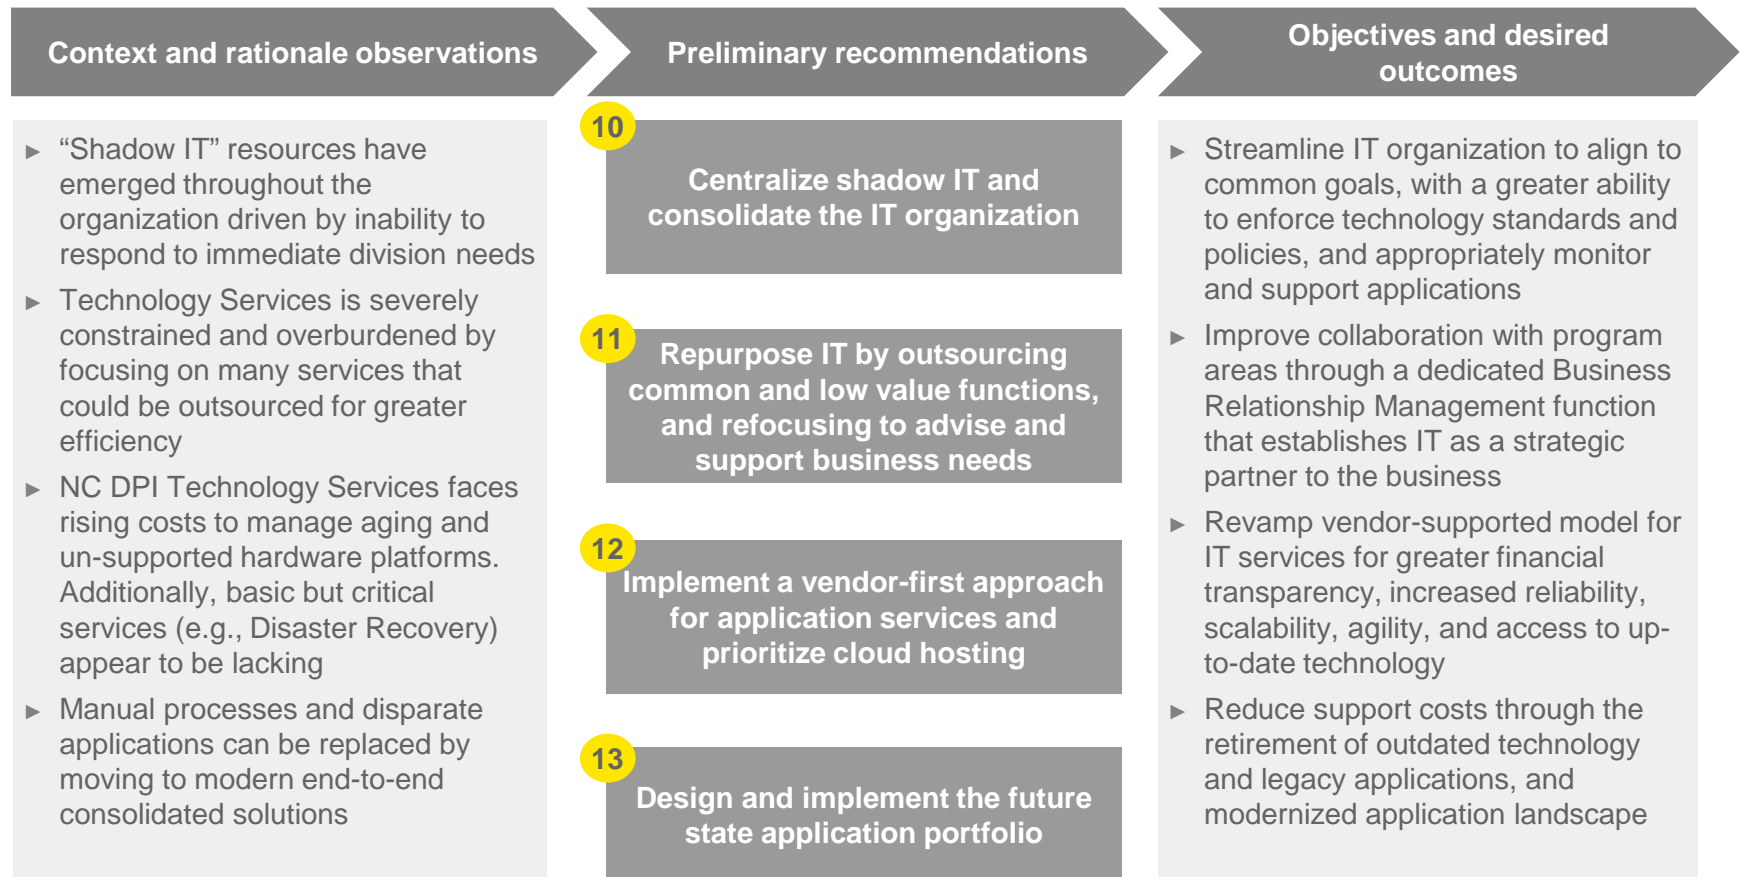 Context and rationale observations
Preliminary recommendations
Objectives and desired
outcomes
► “Shadow IT” resources have
emerged throughout the
organization driven by inability to
respond to immediate division needs
► Technology Services is severely
constrained and overburdened by
focusing on many services that
could be outsourced for greater
efficiency
► NC DPI Technology Services faces
rising costs to manage aging and
un-supported hardware platforms.
Additionally, basic but critical
services (e.g., Disaster Recovery)
appear to be lacking
► Manual processes and disparate
applications can be replaced by
moving to modern end-to-end
consolidated solutions
10
Centralize shadow IT and
consolidate the IT organization
11
Repurpose IT by outsourcing
common and low value functions,
and refocusing to advise and
support business needs
12
Implement a vendor-first approach
for application services and
prioritize cloud hosting
13
Design and implement the future
state application portfolio
► Streamline IT organization to align to
common goals, with a greater ability
to enforce technology standards and
policies, and appropriately monitor
and support applications
► Improve collaboration with program
areas through a dedicated Business
Relationship Management function
that establishes IT as a strategic
partner to the business
► Revamp vendor-supported model for
IT services for greater financial
transparency, increased reliability,
scalability, agility, and access to up-
to-date technology
► Reduce support costs through the
retirement of outdated technology
and legacy applications, and
modernized application landscape